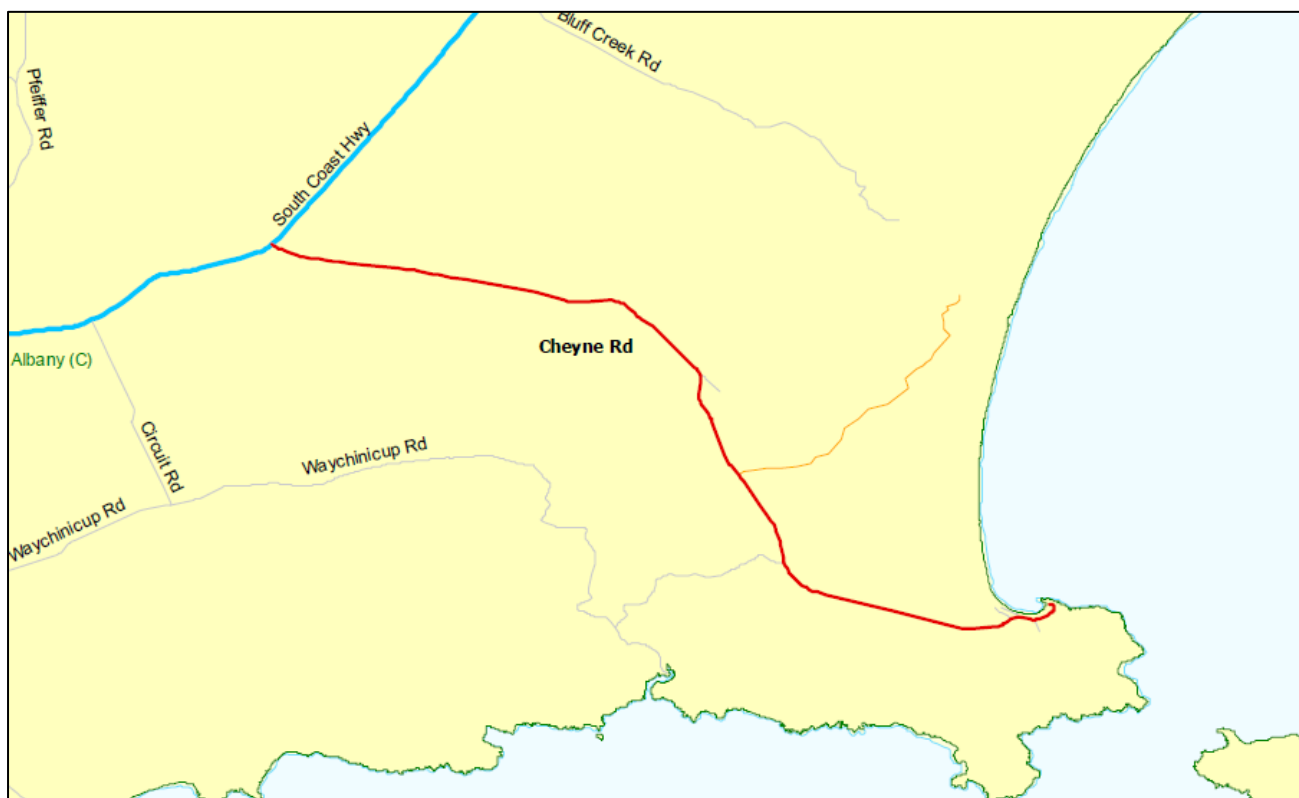 Bluff Creek Rd
Pfeiffer Rd
South Coast Hwy
Cheyne Rd
Albany (C)
Circuit Rd
Waychinicup Rd
Waychinicup Rd